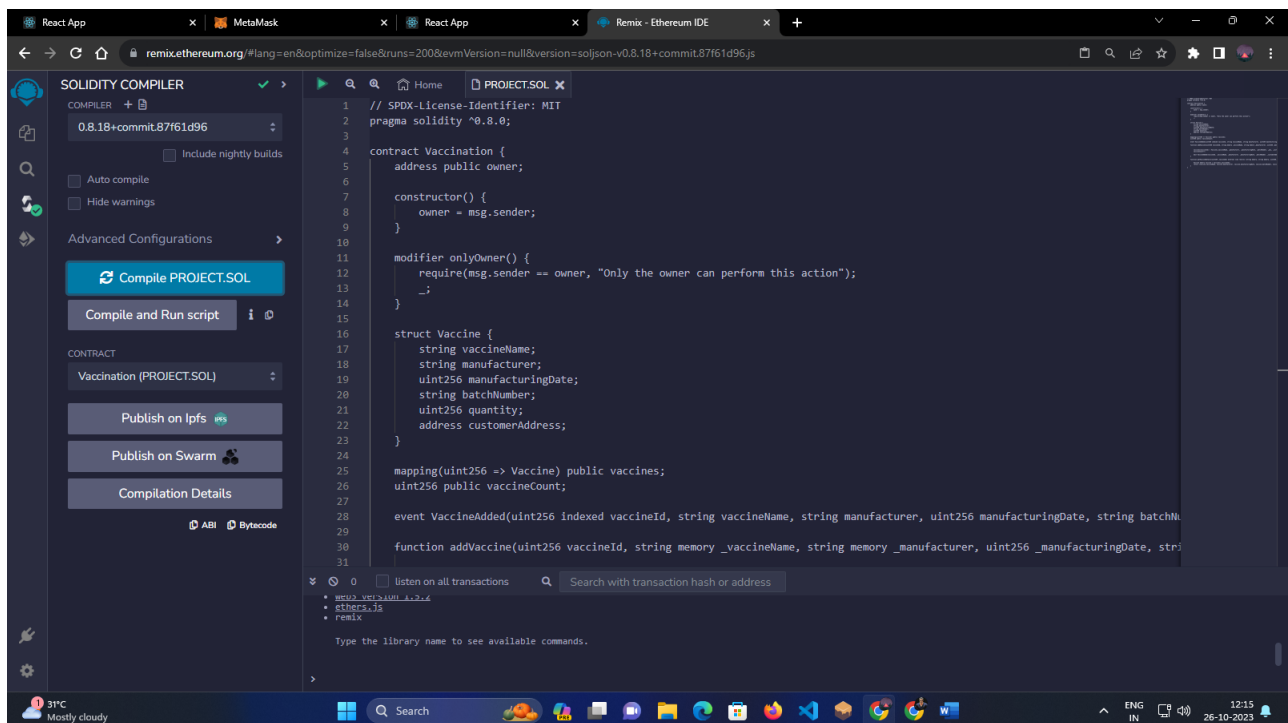 React App
MetaMask
React App
Remix - Ethereum IDE
remix.ethereum.org/#lang=en&optimize=false&runs=200&evmVersion=null&version=soljson-v0.8.18+commit.87f61d96.js
SOLIDITY COMPILER
COMPILER
0.8.18+commit.87f61d96
Include nightly builds
Auto compile
Hide warnings
Advanced Configurations
Compile PROJECT.SOL
Compile and Run script
CONTRACT
Vaccination (PROJECT.SOL)
Publish on Ipfs
IPFS
Publish on Swarm
Compilation Details
ABI Bytecode
Home PROJECT.SOL
1 // SPDX-License-Identifier: MIT
2 pragma solidity ^0.8.0;
3
4 contract Vaccination {
5 address public owner;
6
7 constructor() {
8 owner = msg.sender;
9 }
10
11 modifier onlyOwner() {
12 require(msg.sender == owner, "Only the owner can perform this action");
13 _;
14 }
15
16 struct Vaccine {
17 string vaccineName;
18 string manufacturer;
19 uint256 manufacturingDate;
20 string batchNumber;
21 uint256 quantity;
22 address customerAddress;
23 }
24
25 mapping(uint256 => Vaccine) public vaccines;
26 uint256 public vaccineCount;
27
28 event VaccineAdded(uint256 indexed vaccineId, string vaccineName, string manufacturer, uint256 manufacturingDate, string batchNu
29
30 function addVaccine(uint256 vaccineId, string memory _vaccineName, string memory _manufacturer, uint256 _manufacturingDate, stri
31
0 listen on all transactions Search with transaction hash or address
web3 version 1.5.2
ethers.js
remix
Type the library name to see available commands.
>
1
31°C
Mostly cloudy
Search
PRE
ENG
IN
12:15
26-10-2023